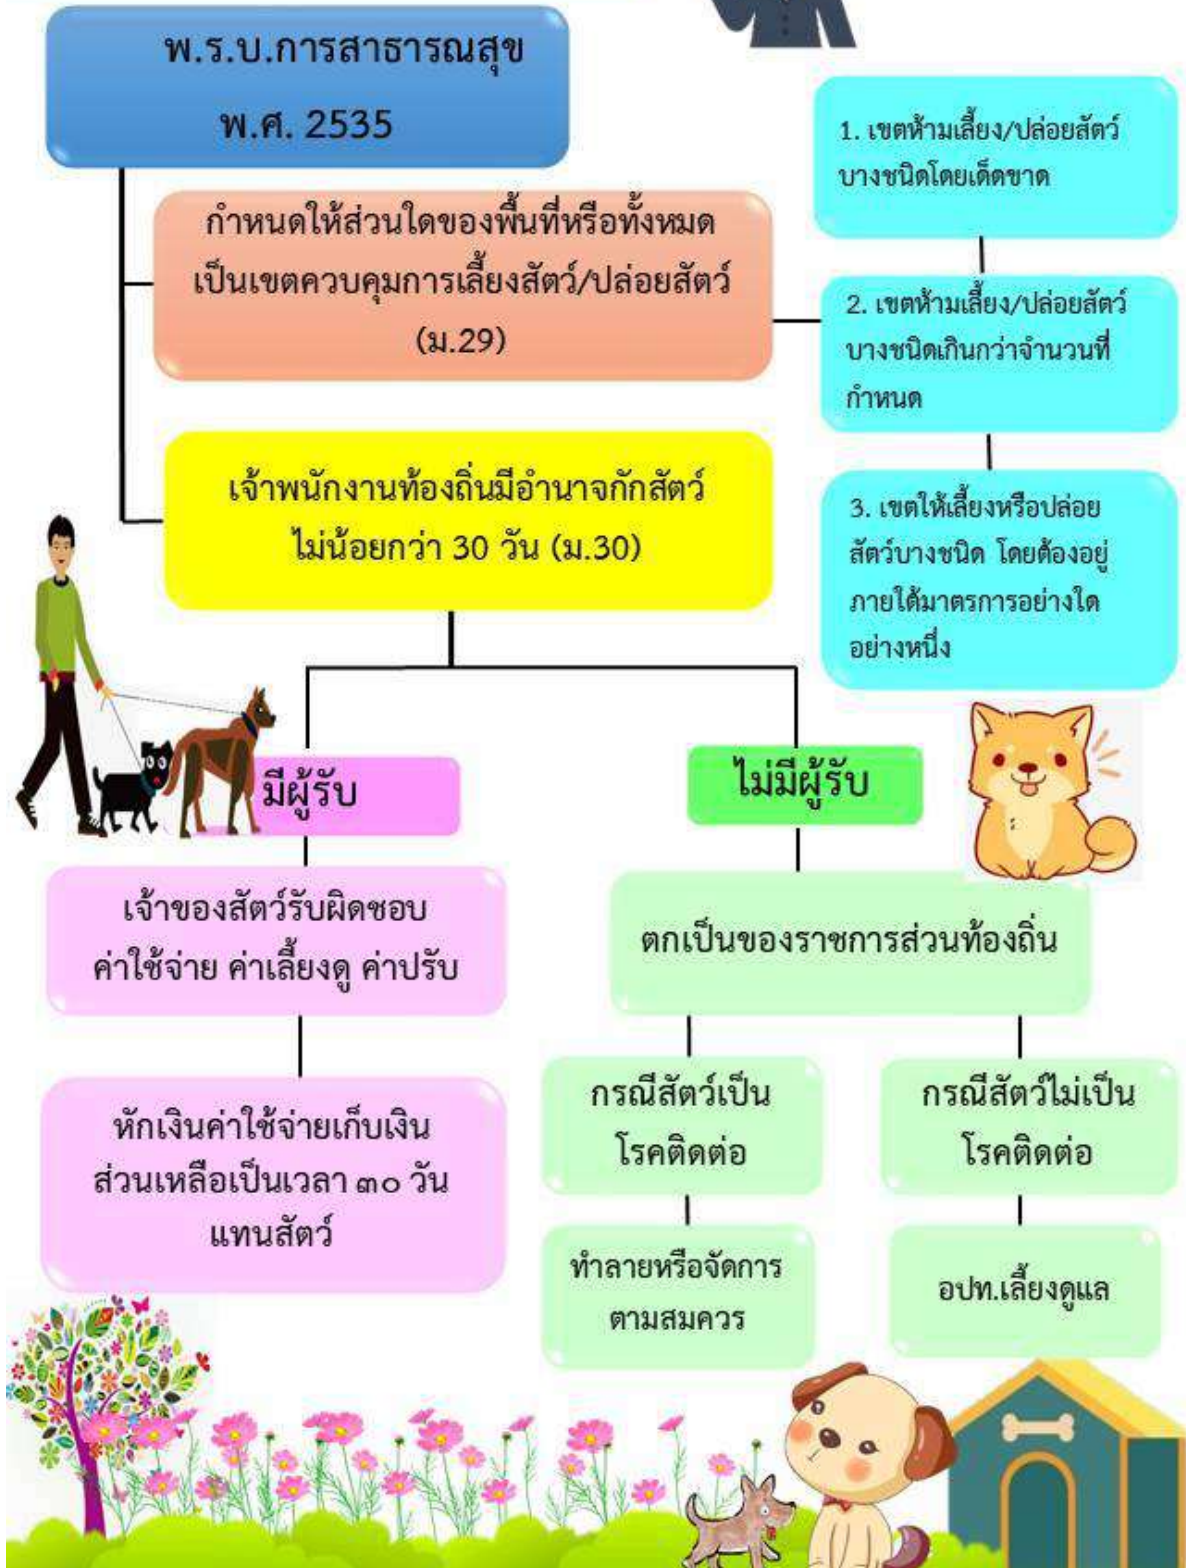 พ.ร.บ.การสาธารณสุข
พ.ศ. 2535
กำหนดให้ส่วนใดของพื้นที่หรือทั้งหมด
เป็นเขตควบคุมการเลี้ยงสัตว์/ปล่อยสัตว์
(ม.29)
1. เขตห้ามเลี้ยง/ปล่อยสัตว์
บางชนิดโดยเด็ดขาด
2. เขตห้ามเลี้ยง/ปล่อยสัตว์
บางชนิดเกินกว่าจำนวนที่
กำหนด
3. เขตให้เลี้ยงหรือปล่อย
สัตว์บางชนิด โดยต้องอยู่
ภายใต้มาตรการอย่างใด
อย่างหนึ่ง
เจ้าพนักงานท้องถิ่นมีอำนาจกักสัตว์
ไม่น้อยกว่า 30 วัน (ม.30)
มีผู้รับ
เจ้าของสัตว์รับผิดชอบ
ค่าใช้จ่าย ค่าเลี้ยงดู ค่าปรับ
หักเงินค่าใช้จ่ายเก็บเงิน
ส่วนเหลือเป็นเวลา ๓๐ วัน
แทนสัตว์
ไม่มีผู้รับ
ตกเป็นของราชการส่วนท้องถิ่น
กรณีสัตว์เป็น
โรคติดต่อ
ทำลายหรือจัดการ
ตามสมควร
กรณีสัตว์ไม่เป็น
โรคติดต่อ
อปท.เลี้ยงดูแล